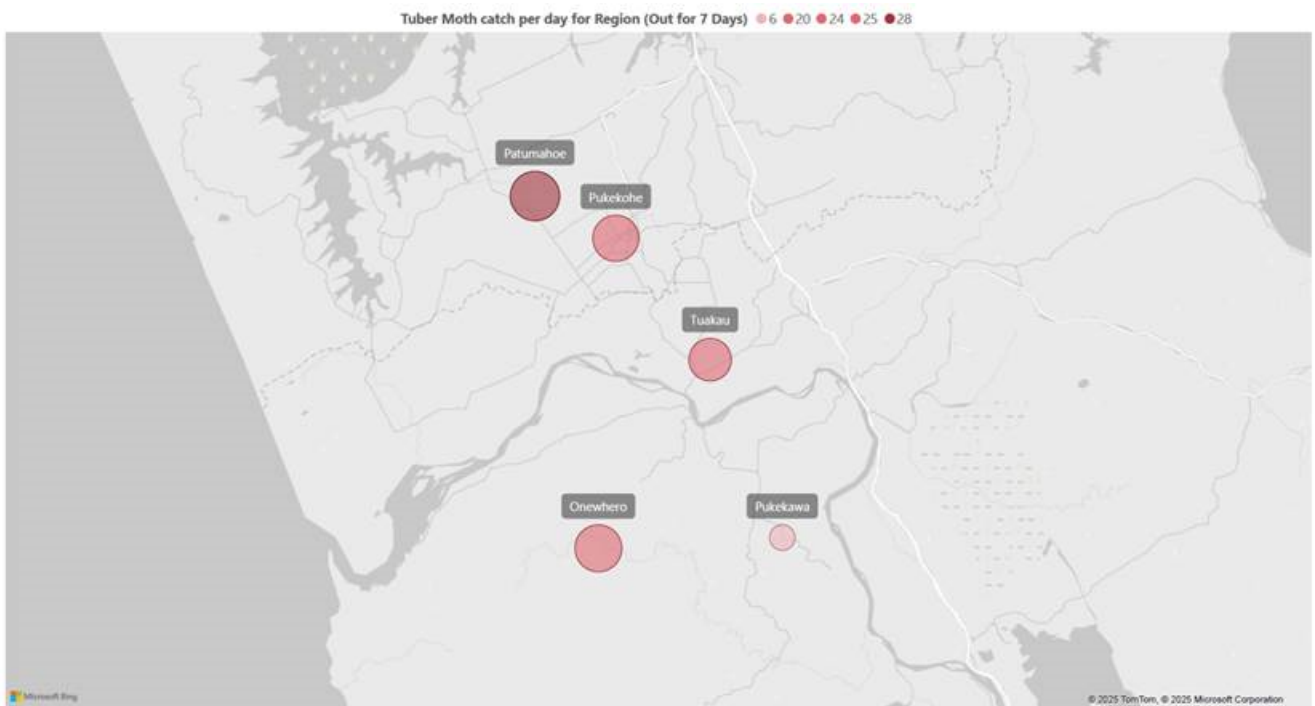 Tuber Moth catch per day for Region (Out for 7 Days) 6 20 24 25 28
Patumahoe
Pukekohe
Tuakau
Onewhero
Pukekawa
Microsoft Bing
© 2025 TomTom, © 2025 Microsoft Corporation